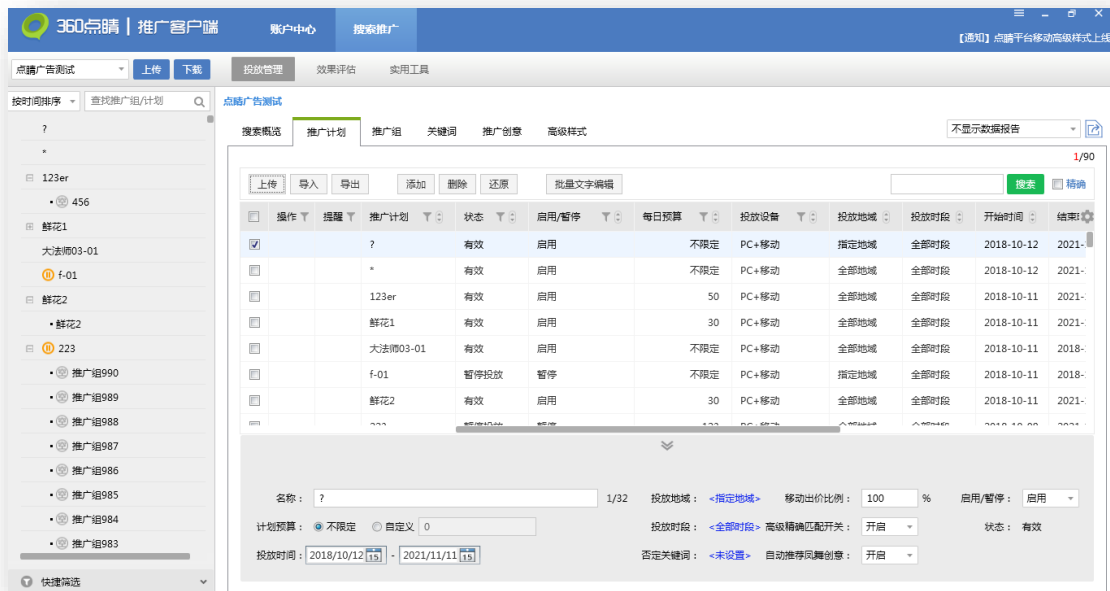 360点睛 | 推广客户端 账户中心 搜索推广
【通知】点睛平台移动高级样式上线
点睛广告测试 上传 下载 投放管理 效果评估 实用工具
按时间排序 查找推广组/计划
?
*
123er
456
鲜花1
大法师03-01
f-01
鲜花2
鲜花2
223
推广组990
推广组989
推广组988
推广组987
推广组986
推广组985
推广组984
推广组983
快捷筛选
点睛广告测试
搜索概览 推广计划 推广组 关键词 推广创意 高级样式 不显示数据报告
1/90
上传 导入 导出 添加 删除 还原 批量文字编辑 搜索 精确
操作 提醒 推广计划 状态 启用/暂停 每日预算 投放设备 投放地域 投放时段 开始时间
? 有效 启用 不限定 PC+移动 指定地域 全部时段 2018-10-12 2021-
* 有效 启用 不限定 PC+移动 全部地域 全部时段 2018-10-12 2021-
123er 有效 启用 50 PC+移动 全部地域 全部时段 2018-10-11 2021-
鲜花1 有效 启用 30 PC+移动 全部地域 全部时段 2018-10-11 2021-
大法师03-01 有效 启用 不限定 PC+移动 全部地域 全部时段 2018-10-11 2018-
f-01 暂停投放 暂停 不限定 PC+移动 指定地域 全部时段 2018-10-11 2018-
鲜花2 有效 启用 30 PC+移动 全部地域 全部时段 2018-10-11 2021-
名称： ? 1/32 投放地域： <指定地域> 移动出价比例： 100 % 启用/暂停： 启用
计划预算： 不限定 自定义 0 投放时段： <全部时段> 高级精确匹配开关： 开启 状态： 有效
投放时间： 2018/10/12 15 - 2021/11/11 15 否定关键词： <未设置> 自动推荐凤舞创意： 开启